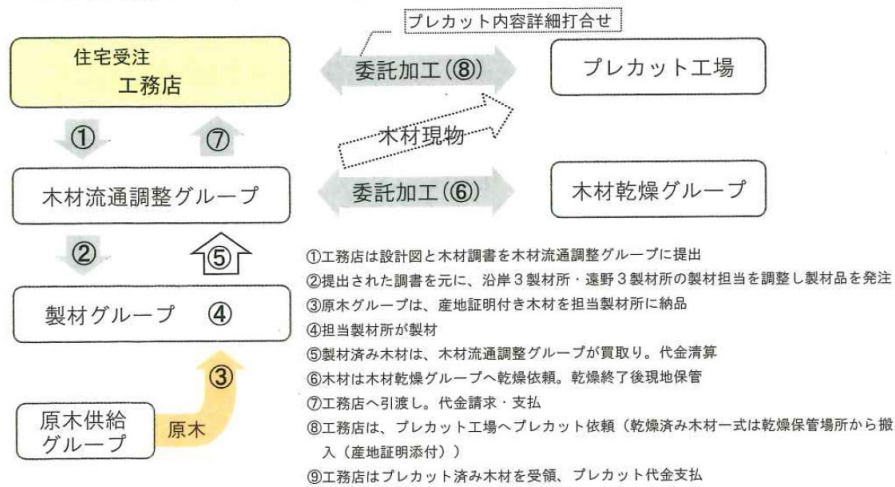 プレカット内容詳細打合せ
住宅受注
工務店
委託加工(⑧)
プレカット工場
①
⑦
木材現物
木材流通調整グループ
委託加工(⑥)
木材乾燥グループ
②
⑤
製材グループ ④
③
原木供給
グループ
原木
①工務店は設計図と木材調書を木材流通調整グループに提出
②提出された調書を元に、沿岸3製材所・遠野3製材所の製材担当を調整し製材品を発注
③原木グループは、産地証明付き木材を担当製材所に納品
④担当製材所が製材
⑤製材済み木材は、木材流通調整グループが買取り。代金清算
⑥木材は木材乾燥グループへ乾燥依頼。乾燥終了後現地保管
⑦工務店へ引渡し。代金請求・支払
⑧工務店は、プレカット工場へプレカット依頼（乾燥済み木材一式は乾燥保管場所から搬
入（産地証明添付））
⑨工務店はプレカット済み木材を受領、プレカット代金支払